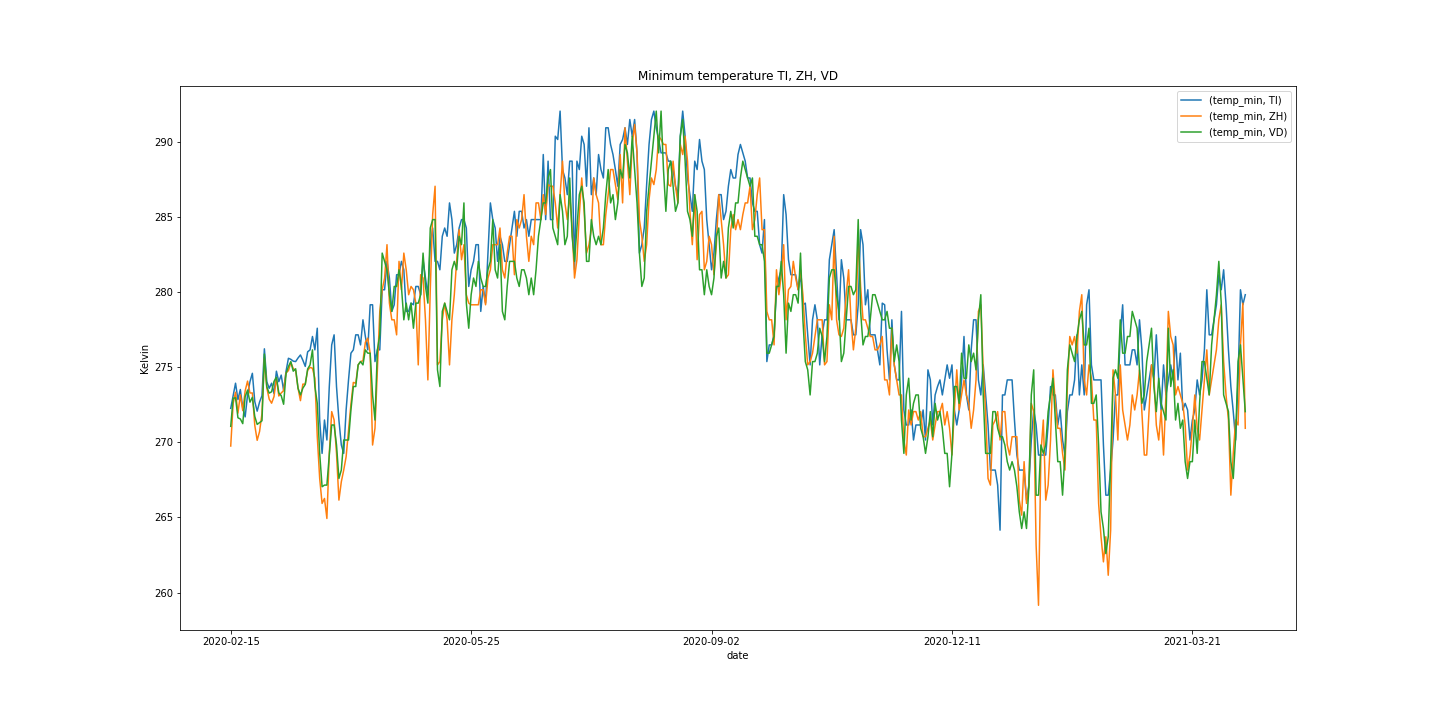 Minimum temperature TI, ZH, VD
(temp_min, TI)
(temp_min, ZH)
(temp_min, VD)
Kelvin
290
285
280
275
270
265
260
2020-02-15
2020-05-25
2020-09-02
2020-12-11
2021-03-21
date